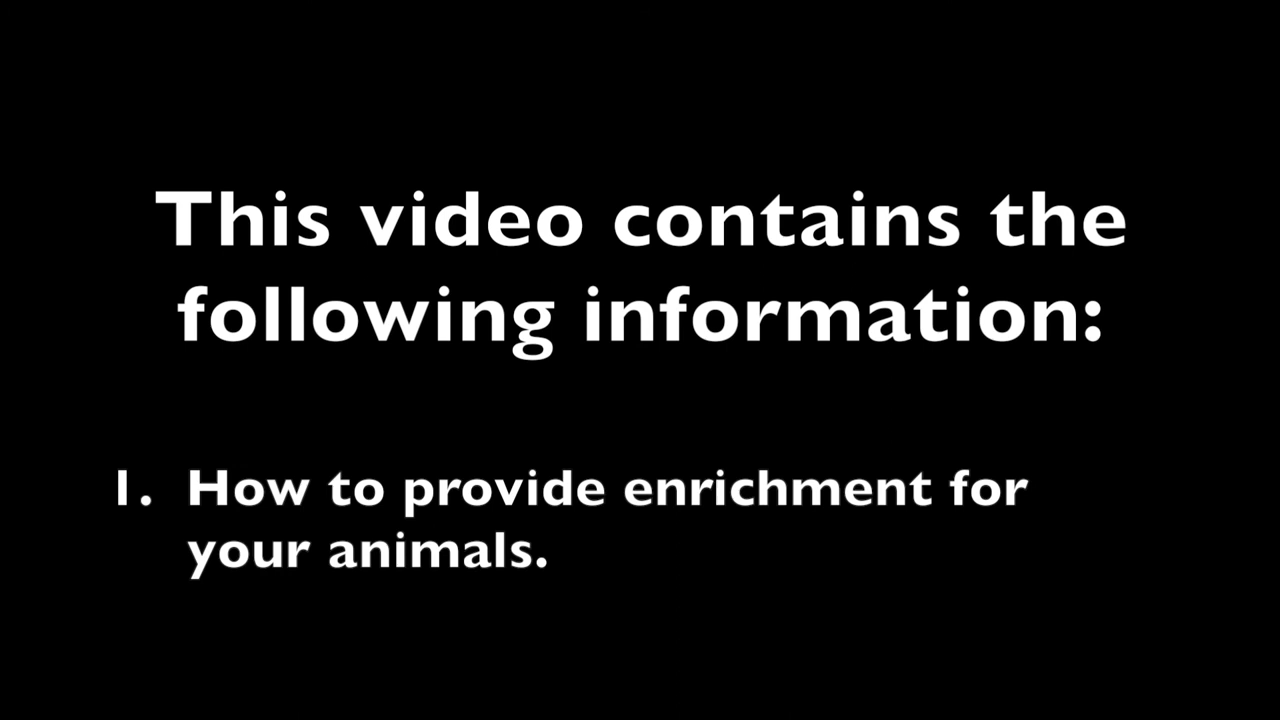 This video contains the
following information:
1. How to provide enrichment for
your animals.